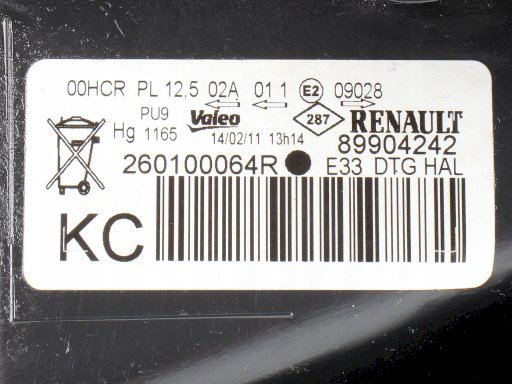 00HCR PL 12,5 02A 01 1 E2 09028
PU9 Valeo 287 RENAULT
Hg 1165 14/02/11 13h14 89904242
260100064R E33 DTG HAL
KC